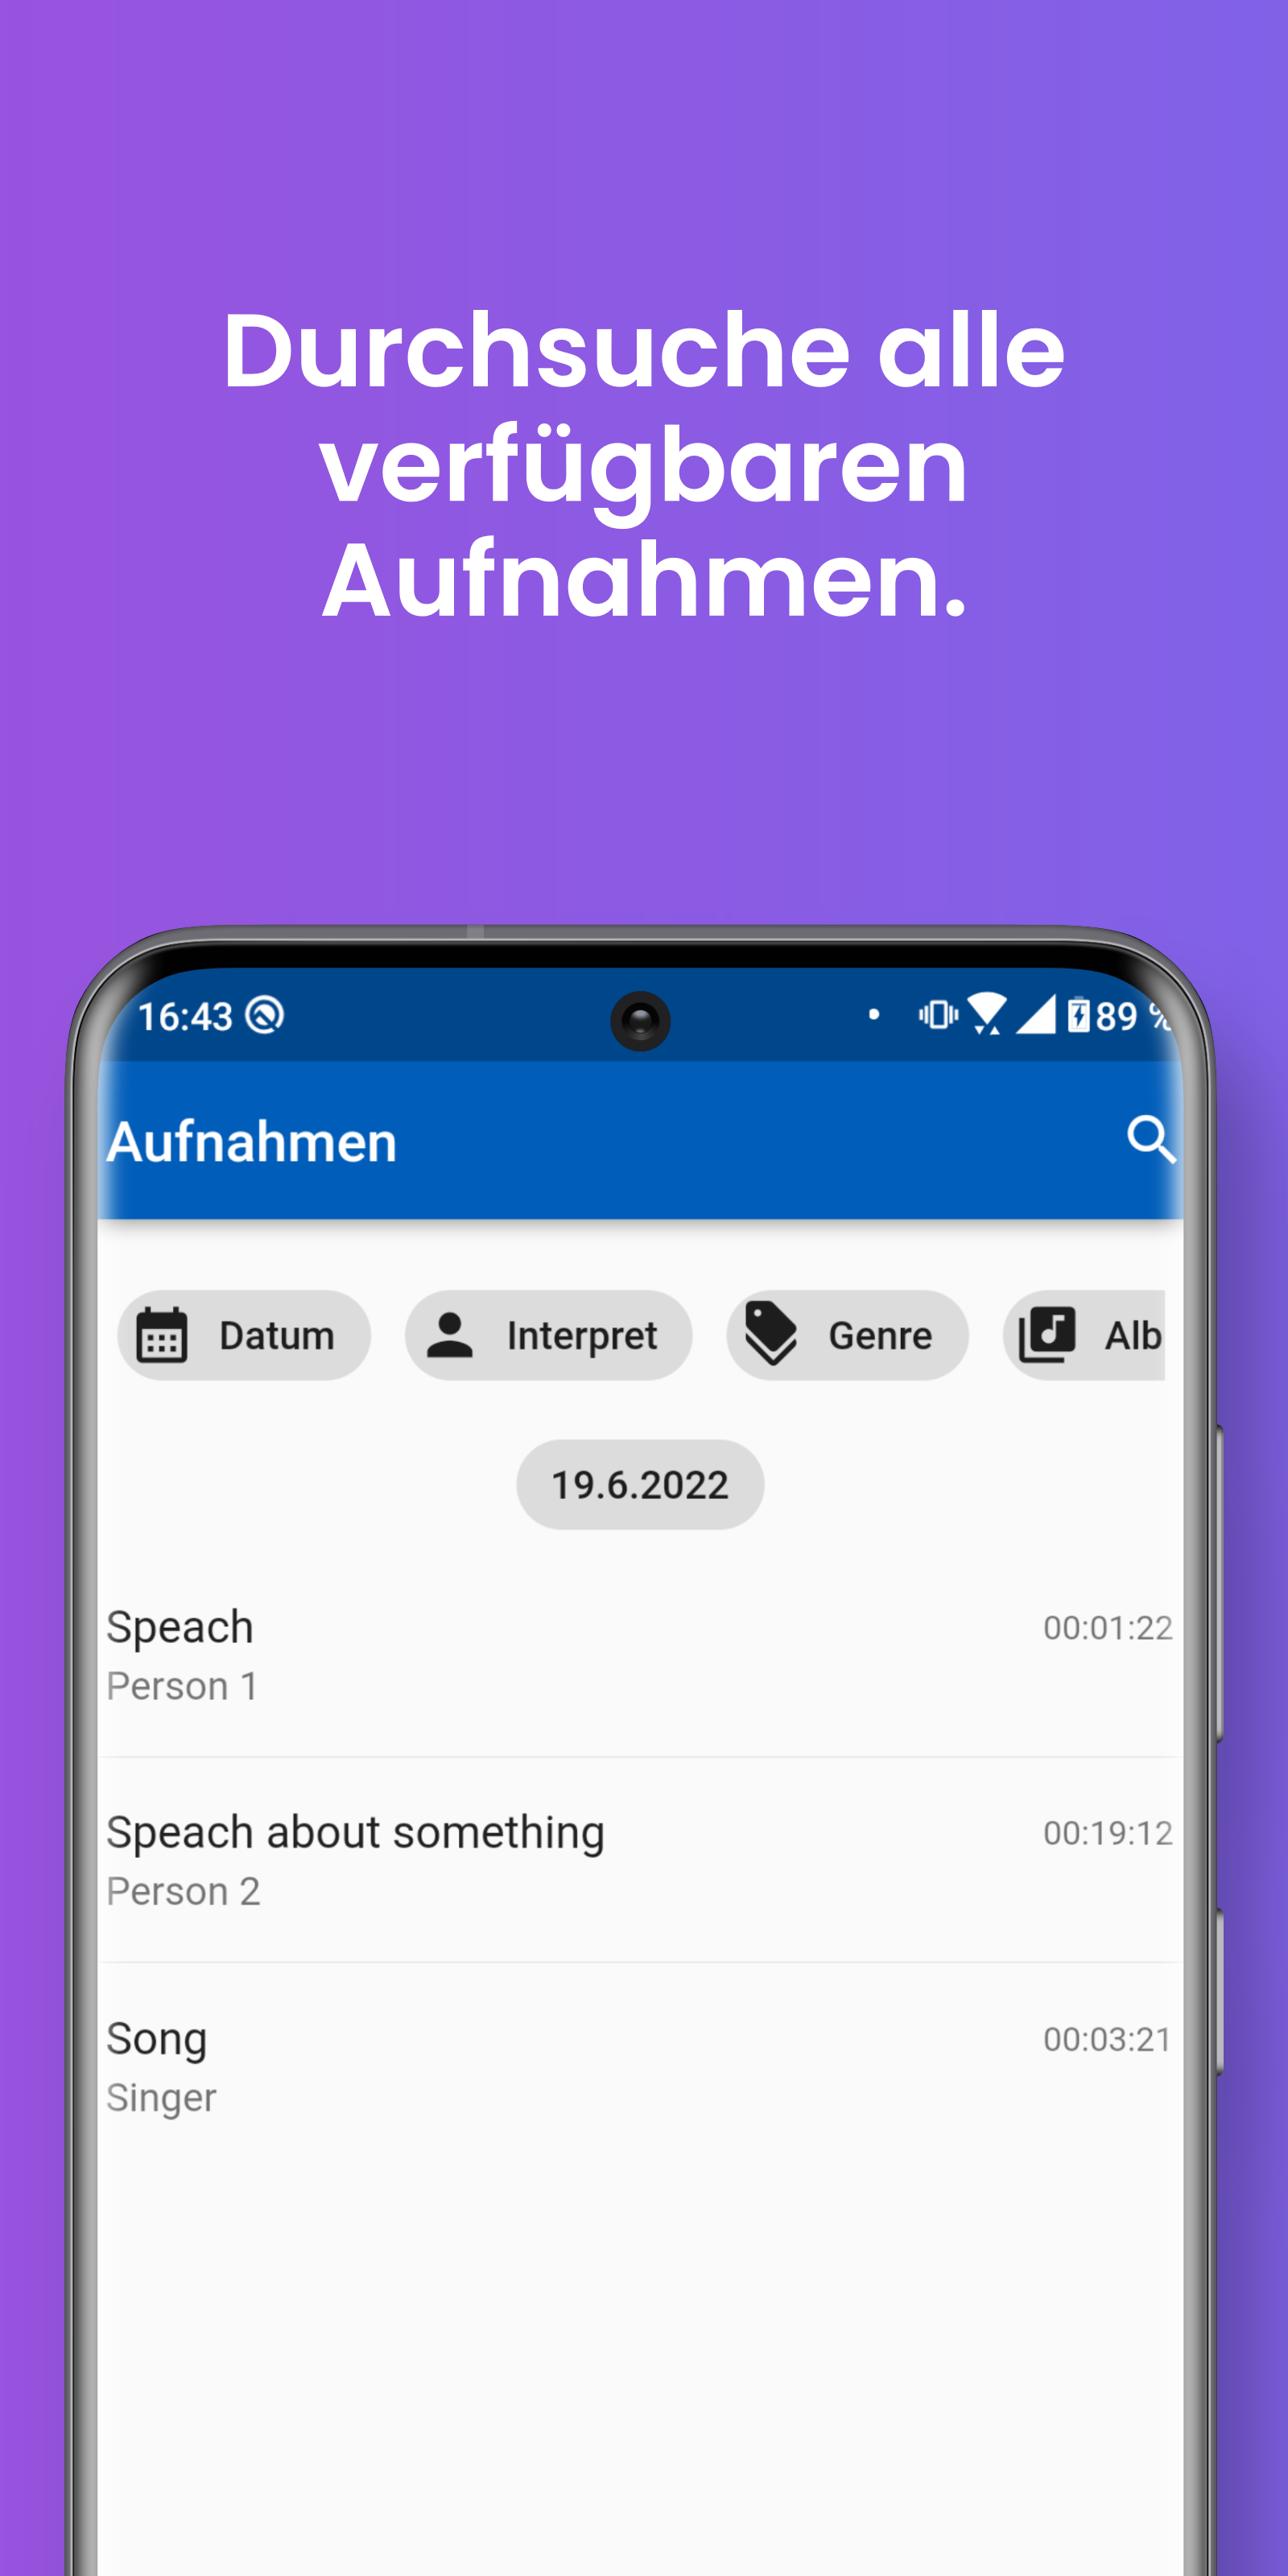 Durchsuche alle
verfügbaren
Aufnahmen.
16:43 89 %
Aufnahmen
Datum Interpret Genre Alb
19.6.2022
Speach 00:01:22
Person 1
Speach about something 00:19:12
Person 2
Song 00:03:21
Singer